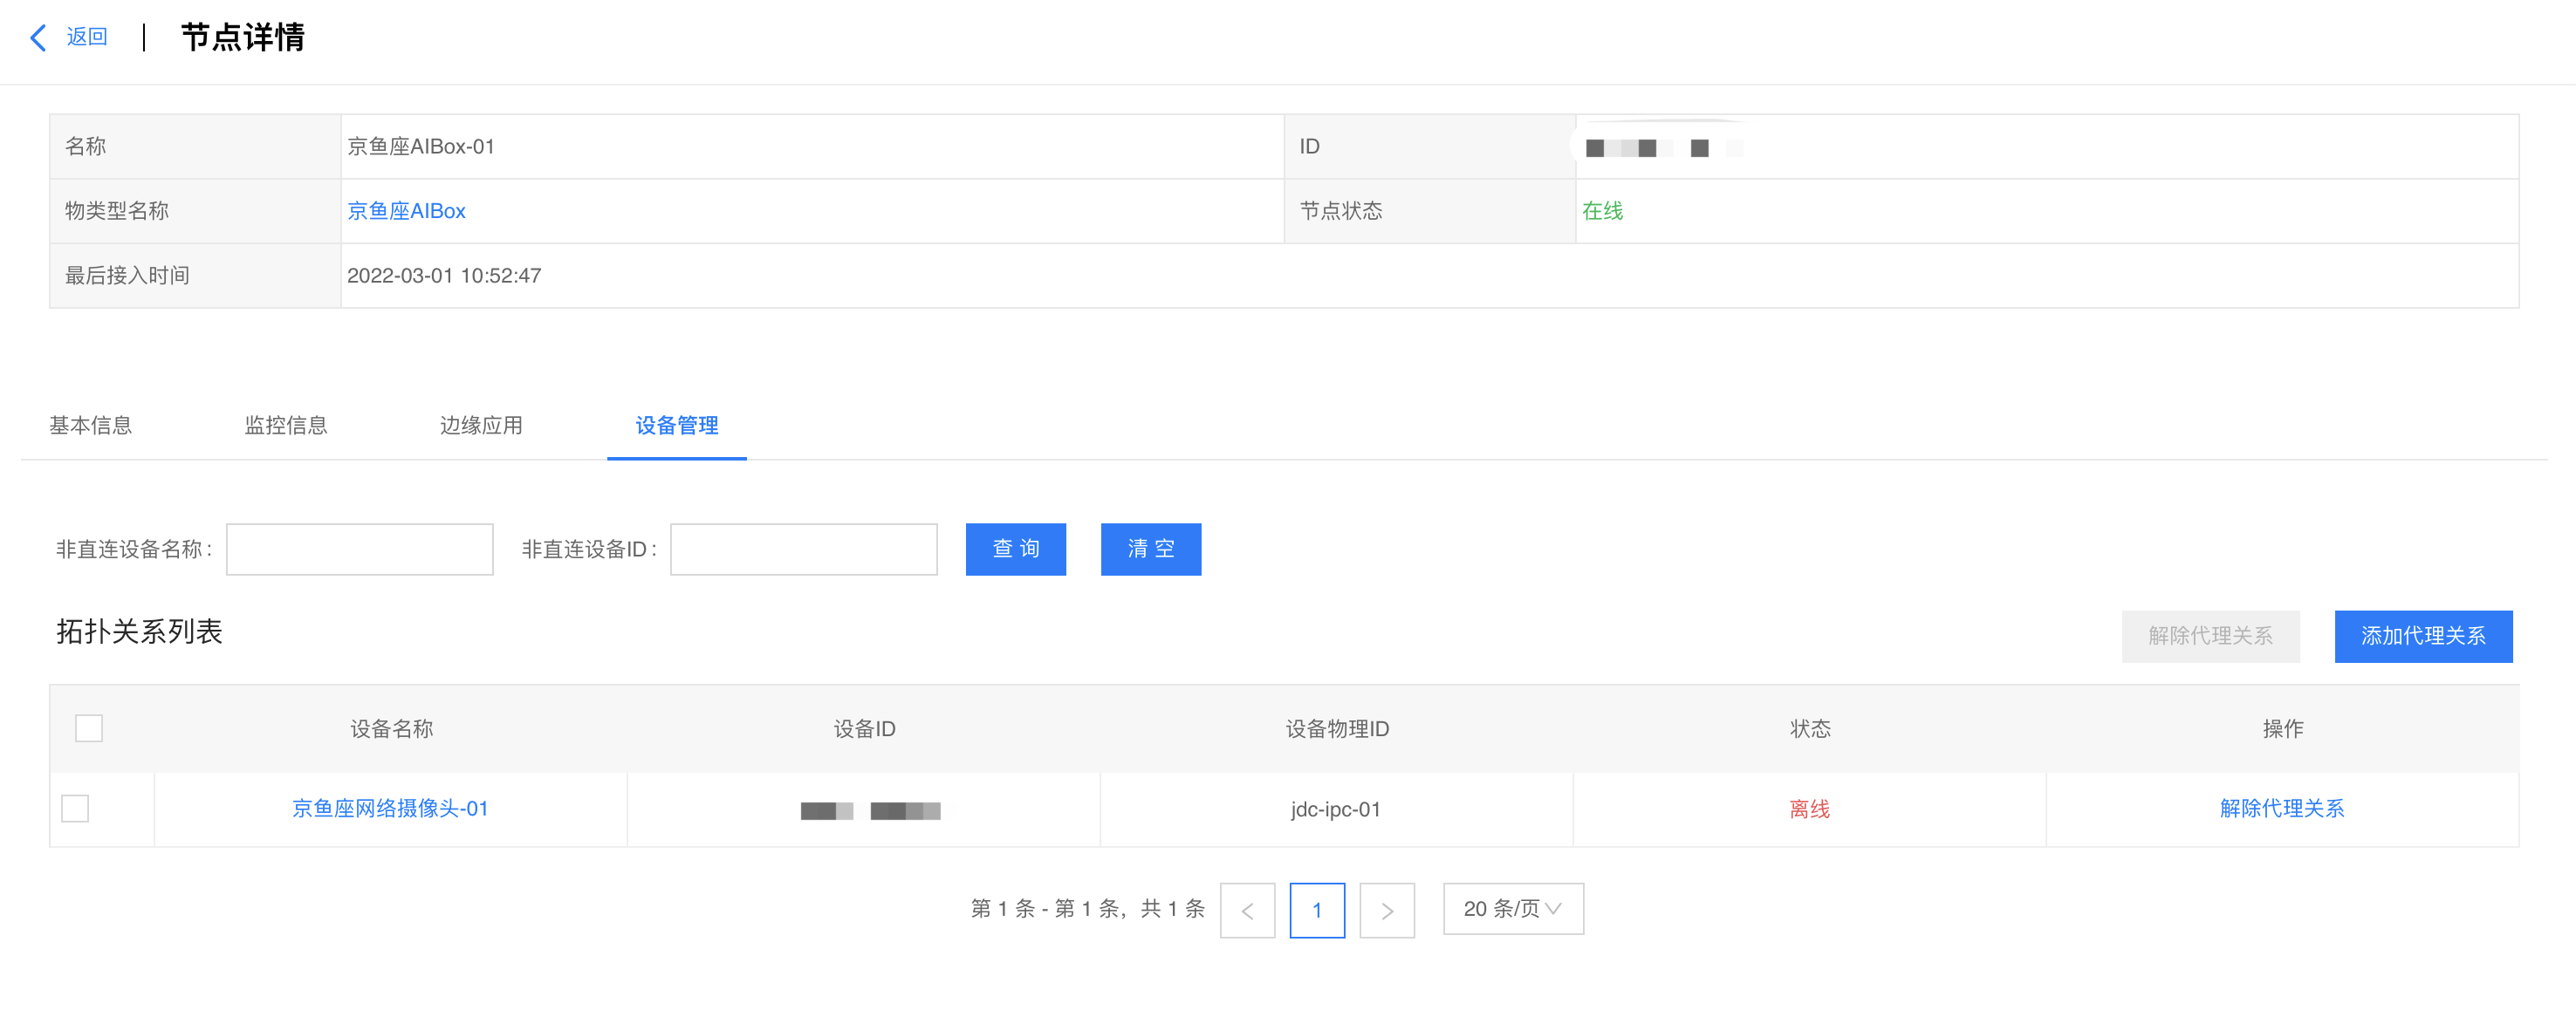 返回 节点详情
名称 京鱼座AIBox-01 ID
物类型名称 京鱼座AIBox 节点状态 在线
最后接入时间 2022-03-01 10:52:47
基本信息 监控信息 边缘应用 设备管理
非直连设备名称: 非直连设备ID: 查 询 清 空
拓扑关系列表 解除代理关系 添加代理关系
设备名称 设备ID 设备物理ID 状态 操作
京鱼座网络摄像头-01 jdc-ipc-01 离线 解除代理关系
第 1 条 - 第 1 条，共 1 条 < 1 > 20 条/页